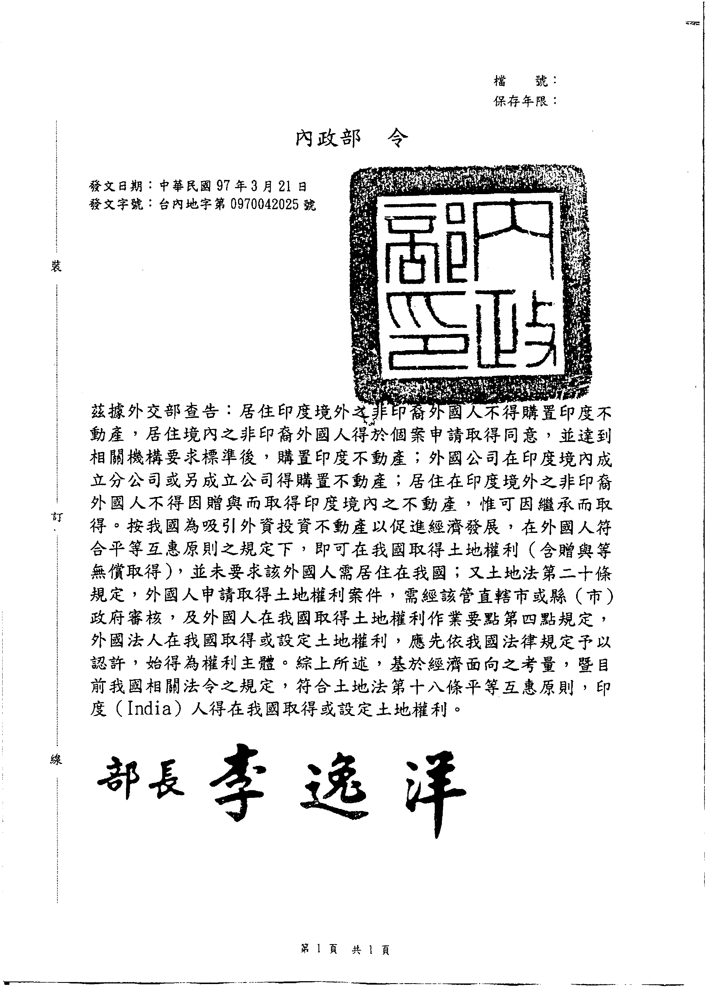 檔　　號：
保存年限：
內政部　令
發文日期：中華民國 97 年 3 月 21 日
發文字號：台內地字第 0970042025 號
內政部印
茲據外交部查告：居住印度境外之非印裔外國人不得購置印度不
動產，居住境內之非印裔外國人得於個案申請取得同意，並達到
相關機構要求標準後，購置印度不動產；外國公司在印度境內成
立分公司或另成立公司得購置不動產；居住在印度境外之非印裔
外國人不得因贈與而取得印度境內之不動產，惟可因繼承而取
得。按我國為吸引外資投資不動產以促進經濟發展，在外國人符
合平等互惠原則之規定下，即可在我國取得土地權利（含贈與等
無償取得），並未要求該外國人需居住在我國；又土地法第二十條
規定，外國人申請取得土地權利案件，需經該管直轄市或縣（市）
政府審核，及外國人在我國取得土地權利作業要點第四點規定，
外國法人在我國取得或設定土地權利，應先依我國法律規定予以
認許，始得為權利主體。綜上所述，基於經濟面向之考量，暨目
前我國相關法令之規定，符合土地法第十八條平等互惠原則，印
度（India）人得在我國取得或設定土地權利。
部長 李逸洋
裝
訂
線
第 1 頁　共 1 頁